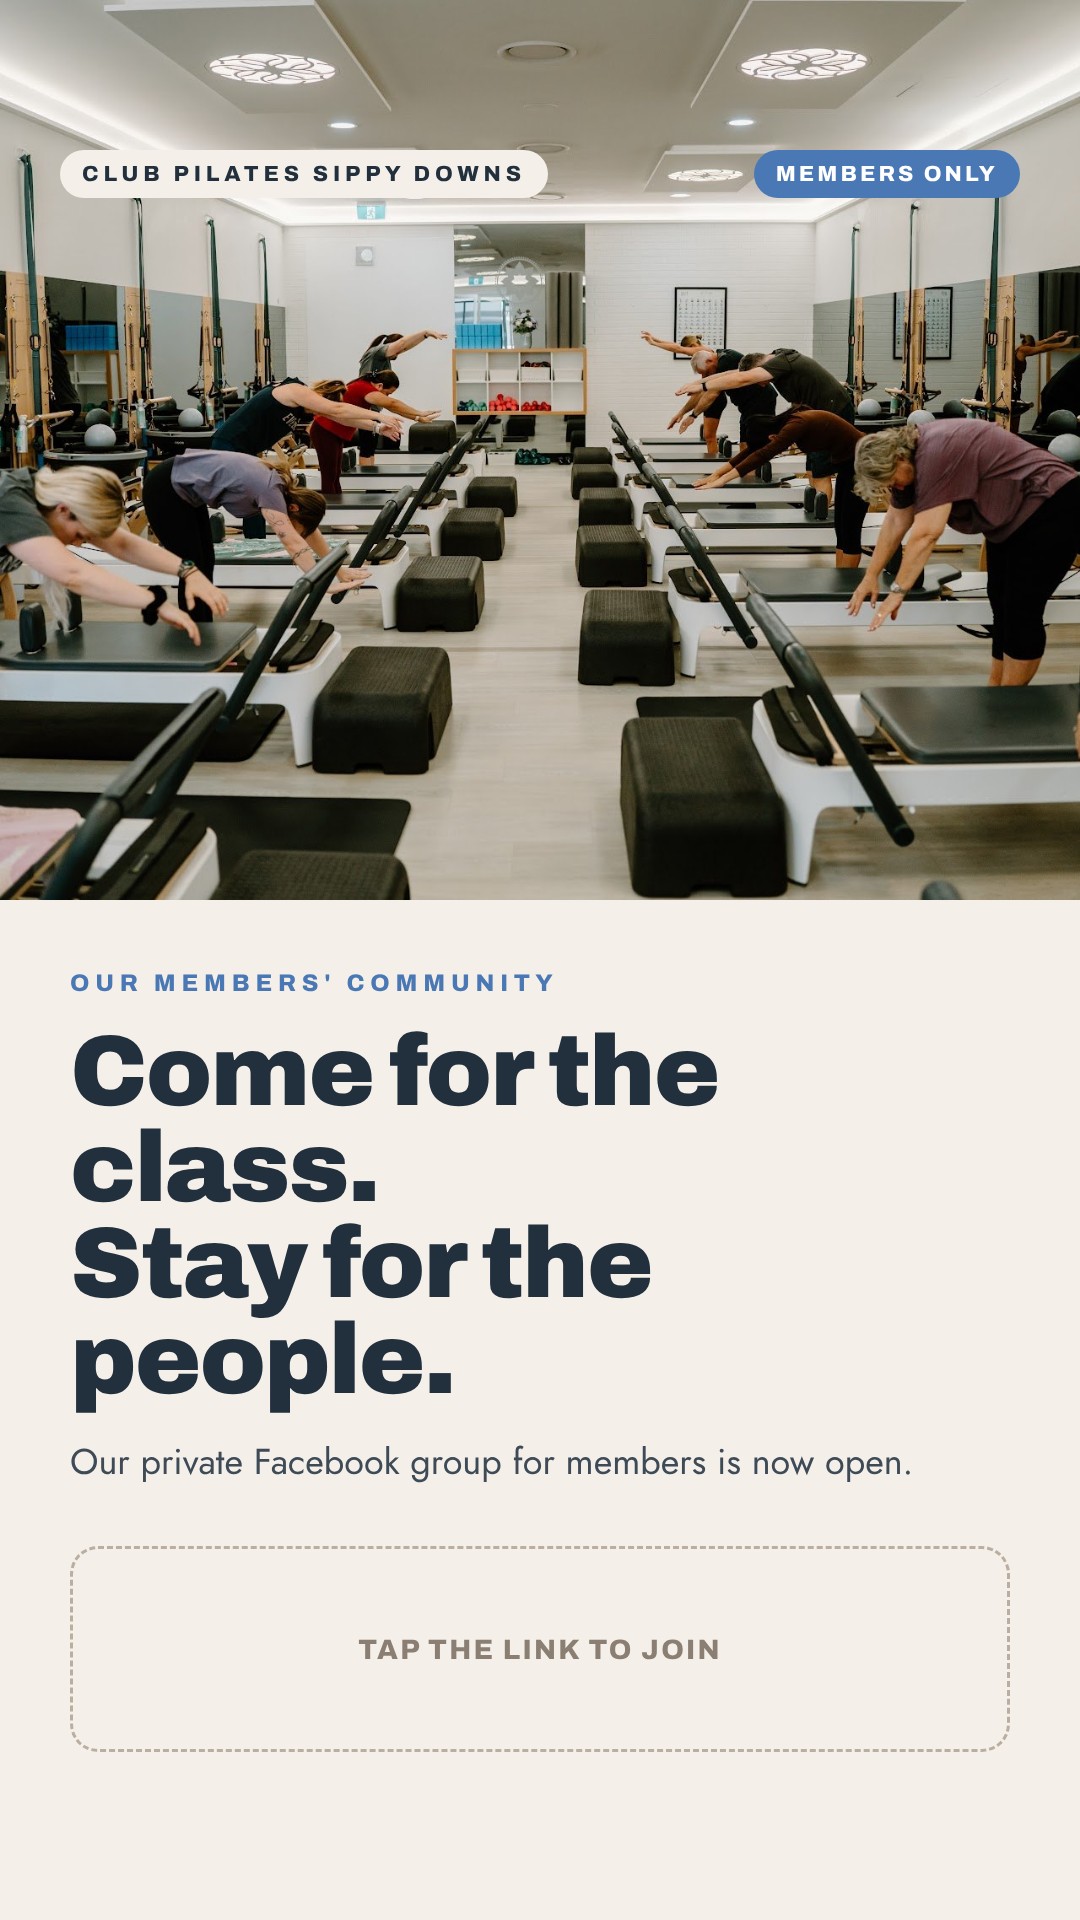 CLUB PILATES SIPPY DOWNS
MEMBERS ONLY
OUR MEMBERS' COMMUNITY
Come for the
class.
Stay for the
people.
Our private Facebook group for members is now open.
TAP THE LINK TO JOIN